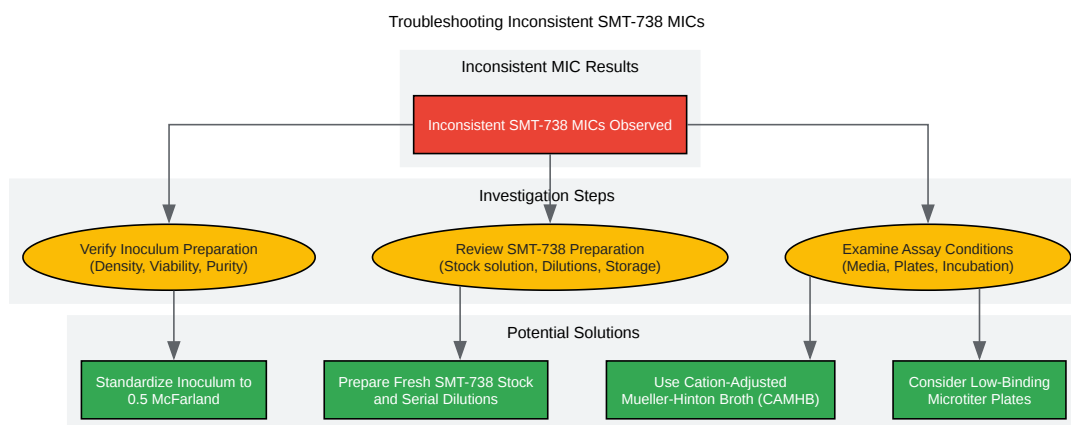 Troubleshooting Inconsistent SMT-738 MICs
Inconsistent MIC Results
Inconsistent SMT-738 MICs Observed
Investigation Steps
Verify Inoculum Preparation
(Density, Viability, Purity)
Review SMT-738 Preparation
(Stock solution, Dilutions, Storage)
Examine Assay Conditions
(Media, Plates, Incubation)
Potential Solutions
Standardize Inoculum to
0.5 McFarland
Prepare Fresh SMT-738 Stock
and Serial Dilutions
Use Cation-Adjusted
Mueller-Hinton Broth (CAMHB)
Consider Low-Binding
Microtiter Plates